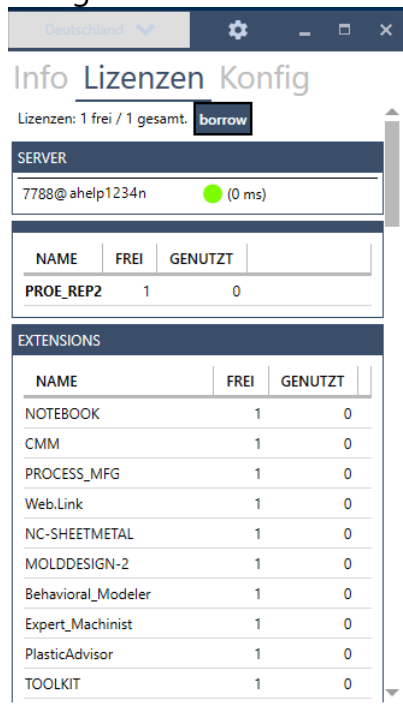 Deutschland
Info Lizenzen Konfig
Lizenzen: 1 frei / 1 gesamt. borrow
SERVER
7788@ahelp1234n (0 ms)
NAME FREI GENUTZT
PROE_REP2 1 0
EXTENSIONS
NAME FREI GENUTZT
NOTEBOOK 1 0
CMM 1 0
PROCESS_MFG 1 0
Web.Link 1 0
NC-SHEETMETAL 1 0
MOLDDESIGN-2 1 0
Behavioral_Modeler 1 0
Expert_Machinist 1 0
PlasticAdvisor 1 0
TOOLKIT 1 0